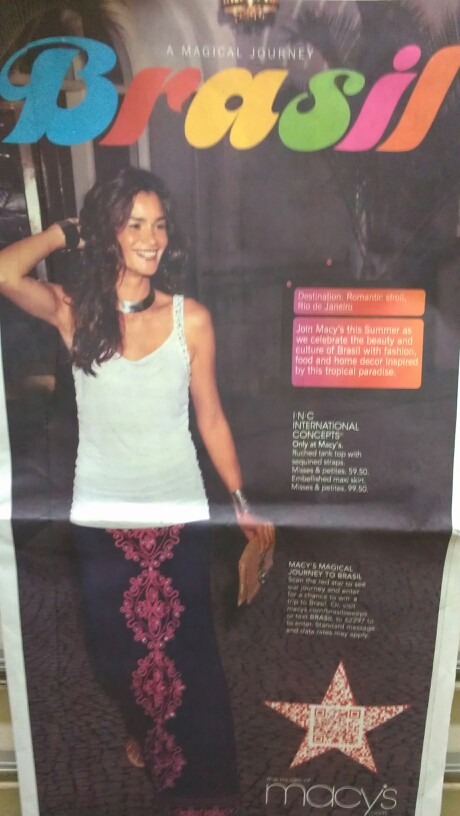 A MAGICAL JOURNEY
Brasil
Destination: Romantic stroll,
Rio de Janeiro
Join Macy's this Summer as
we celebrate the beauty and
culture of Brasil with fashion,
food and home decor inspired
by this tropical paradise.
I·N·C
INTERNATIONAL
CONCEPTS®
Only at Macy's.
Ruched tank top with
sequined straps.
Misses & petites. 59.50.
Embellished maxi skirt.
Misses & petites. 99.50.
MACY'S MAGICAL
JOURNEY TO BRASIL
Scan the red star to see
our journey and enter
for a chance to win a
trip to Brasil. Or, visit
macys.com/brasilsweeps
or text BRASIL to 62297 to
to enter. Standard message
and data rates may apply.
the magic of
macy's
.com